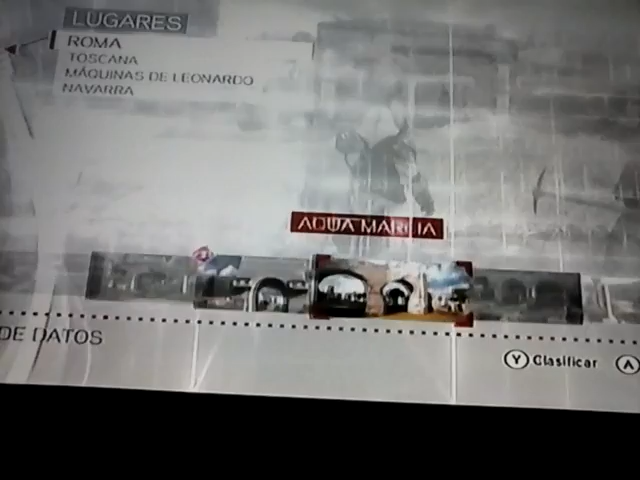 LUGARES
ROMA
TOSCANA
MÁQUINAS DE LEONARDO
NAVARRA
AQUA MARCIA
DE DATOS
Y Clasificar A